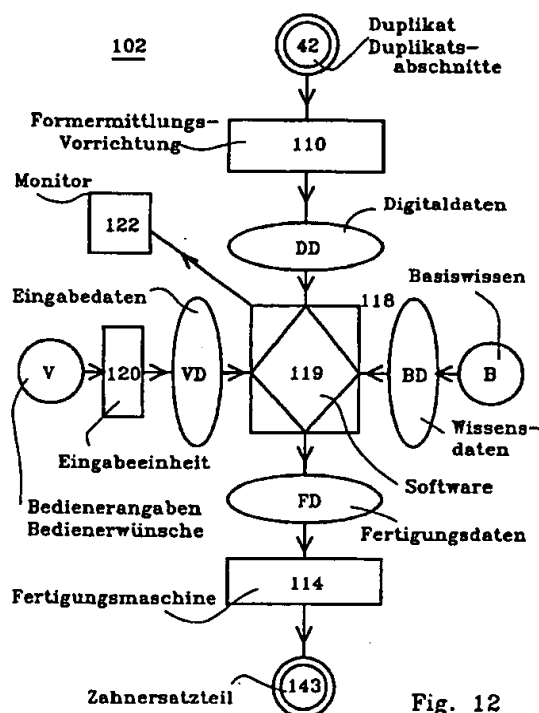 102
42
Duplikat
Duplikats-
abschnitte
Formermittlungs-
Vorrichtung
110
Monitor
122
Digitaldaten
DD
Eingabedaten
118
Basiswissen
V
120
VD
119
BD
B
Eingabeeinheit
Wissens-
daten
Software
Bedienerangaben
Bedienerwünsche
FD
Fertigungsdaten
Fertigungsmaschine
114
Zahnersatzteil
143
Fig. 12